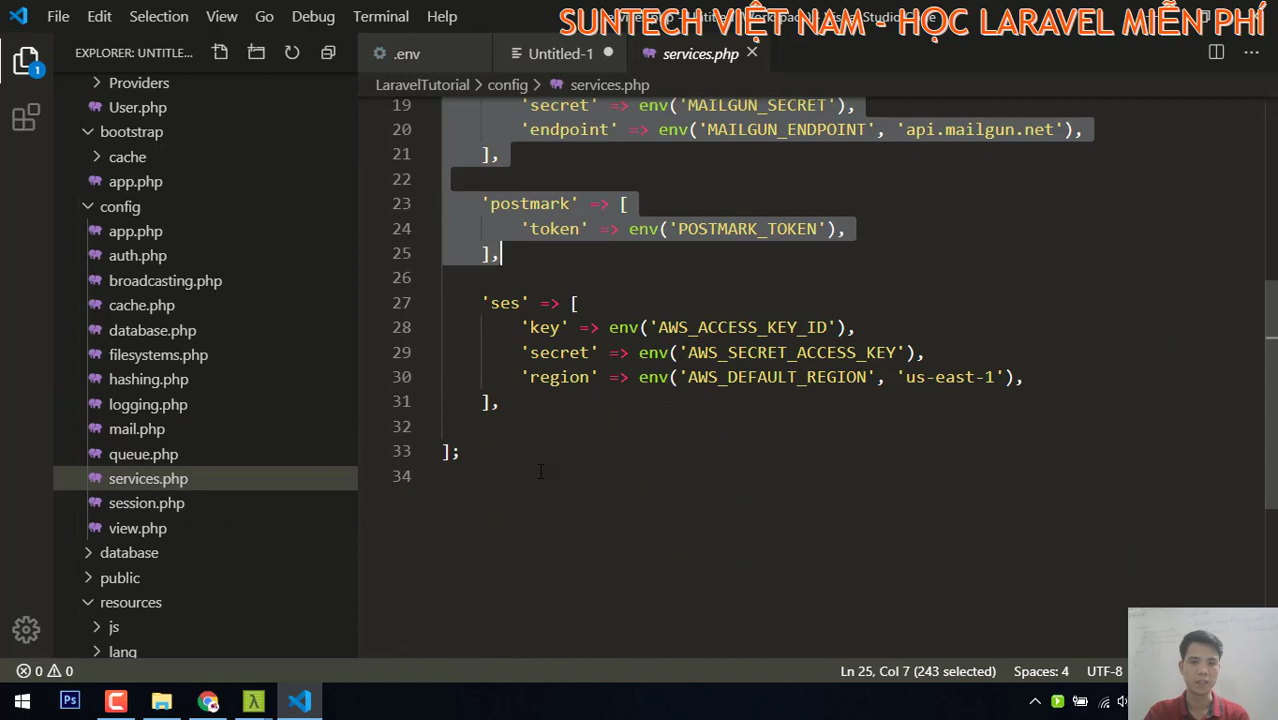 SUNTECH VIỆT NAM - HỌC LARAVEL MIỄN PHÍ
File Edit Selection View Go Debug Terminal Help
EXPLORER: UNTITLE...
.env
Untitled-1
services.php
LaravelTutorial > config > services.php
1
Providers
User.php
bootstrap
cache
app.php
config
app.php
auth.php
broadcasting.php
cache.php
database.php
filesystems.php
hashing.php
logging.php
mail.php
queue.php
services.php
session.php
view.php
database
public
resources
js
lang
19 'secret' => env('MAILGUN_SECRET'),
20 'endpoint' => env('MAILGUN_ENDPOINT', 'api.mailgun.net'),
21 ],
22
23 'postmark' => [
24 'token' => env('POSTMARK_TOKEN'),
25 ],
26
27 'ses' => [
28 'key' => env('AWS_ACCESS_KEY_ID'),
29 'secret' => env('AWS_SECRET_ACCESS_KEY'),
30 'region' => env('AWS_DEFAULT_REGION', 'us-east-1'),
31 ],
32
33 ];
34
0 0 Ln 25, Col 7 (243 selected) Spaces: 4 UTF-8
Ps